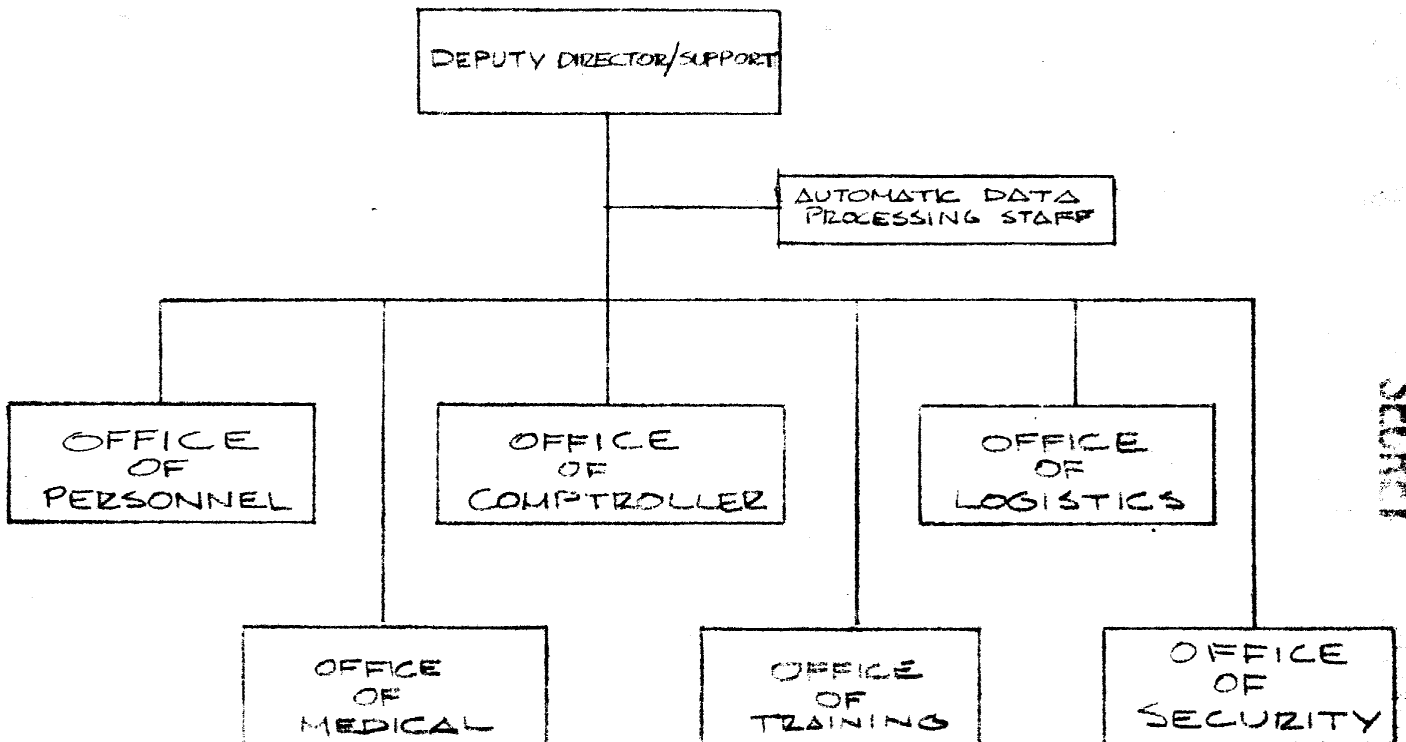 DEPUTY DIRECTOR/SUPPORT
AUTOMATIC DATA
PROCESSING STAFF
OFFICE
OF
PERSONNEL
OFFICE
OF
COMPTROLLER
OFFICE
OF
LOGISTICS
SECRET
OFFICE
OF
MEDICAL
OFFICE
OF
TRAINING
OFFICE
OF
SECURITY